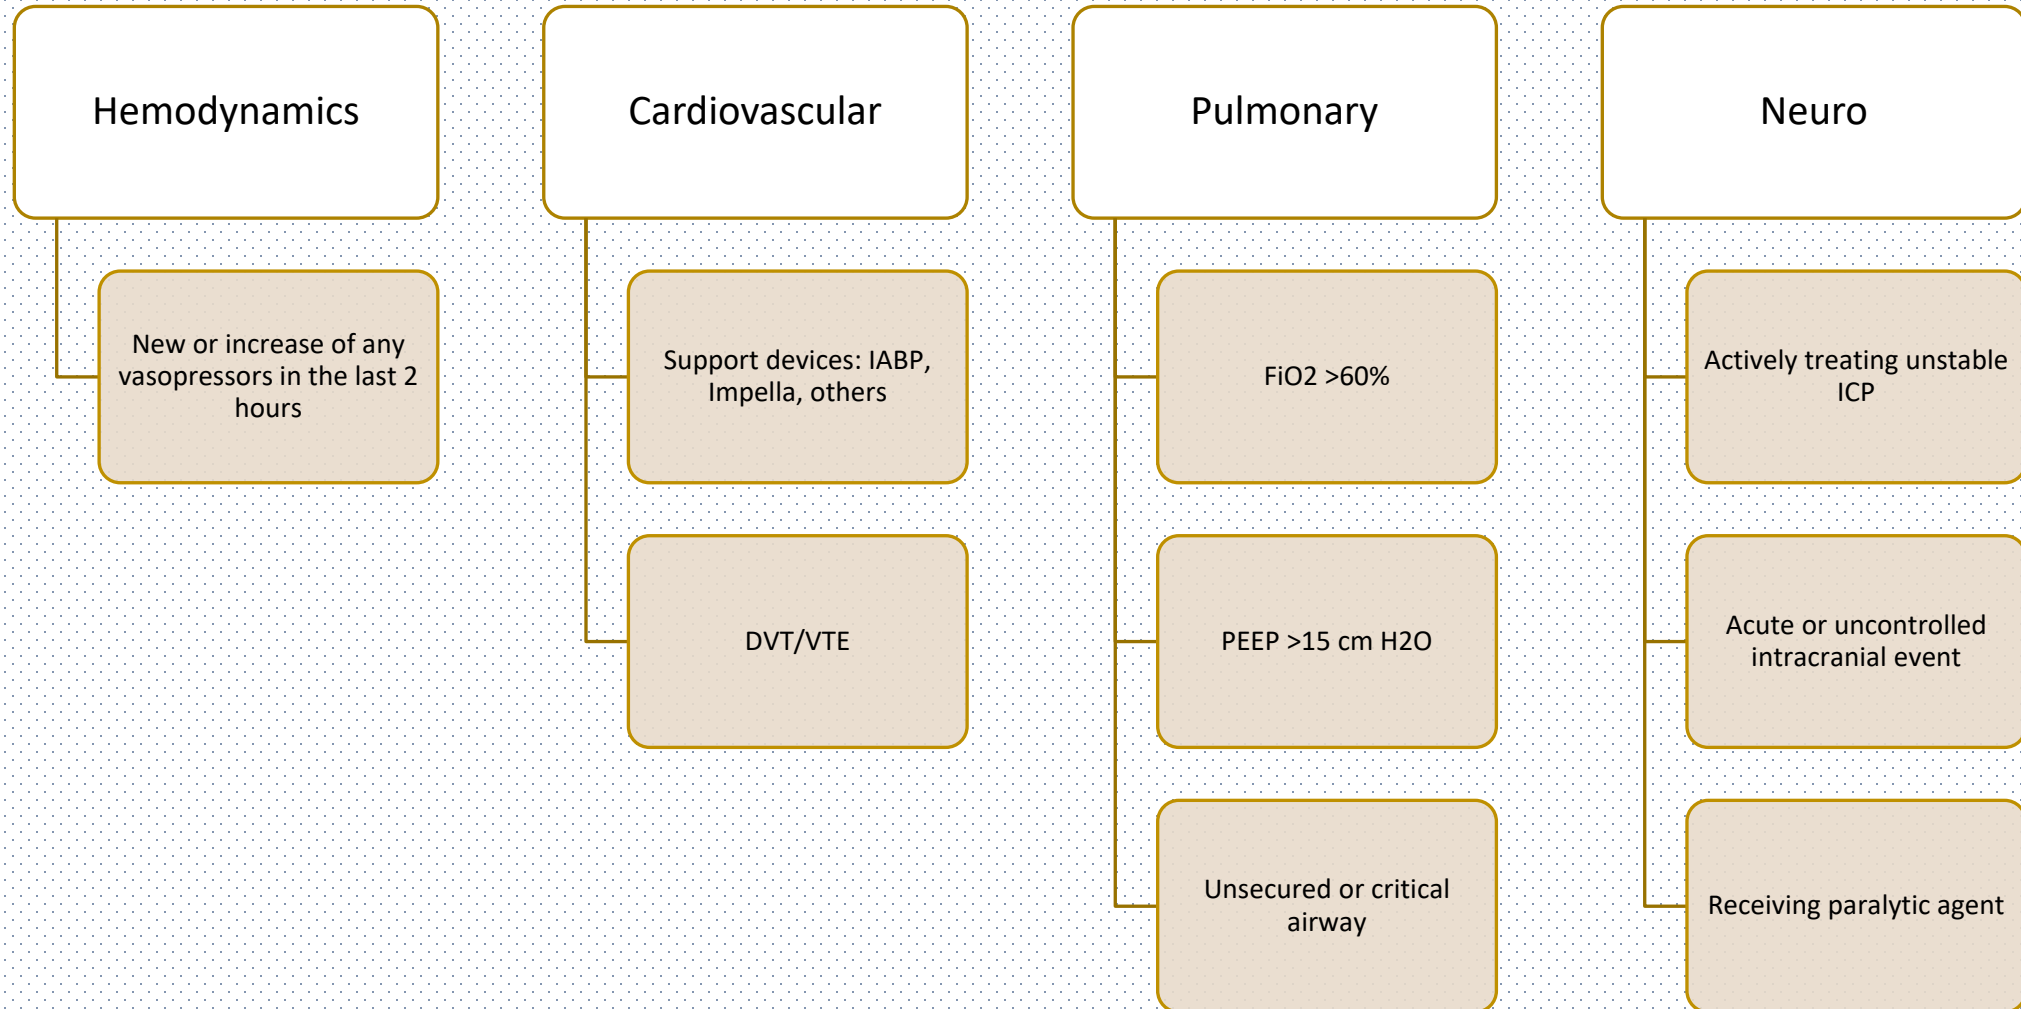 Hemodynamics
New or increase of any
vasopressors in the last 2
hours
Cardiovascular
Support devices: IABP,
Impella, others
DVT/VTE
Pulmonary
FiO2 >60%
PEEP >15 cm H2O
Unsecured or critical
airway
Neuro
Actively treating unstable
ICP
Acute or uncontrolled
intracranial event
Receiving paralytic agent